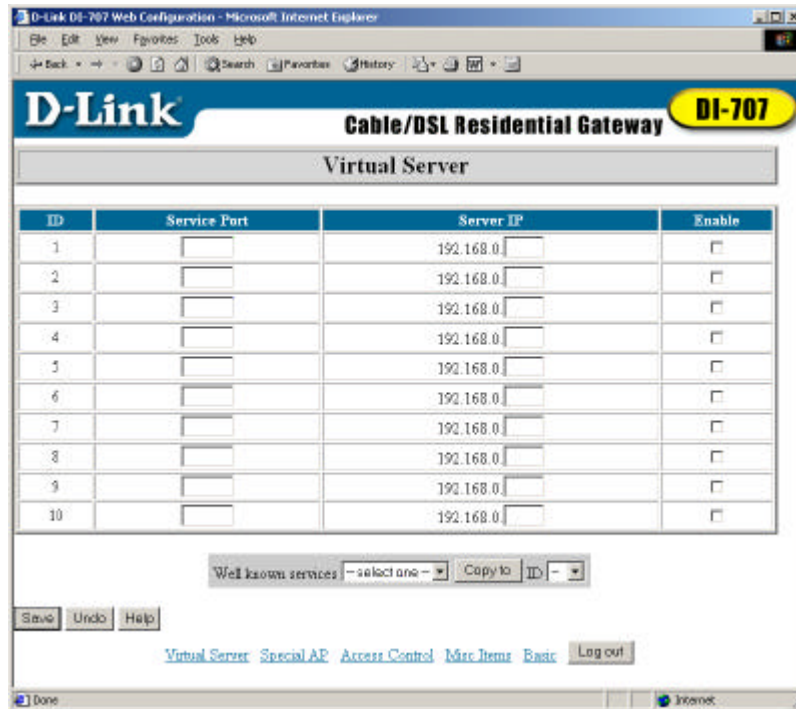 D-Link DI-707 Web Configuration - Microsoft Internet Explorer
File Edit View Favorites Tools Help
Back Search Favorites History
D-Link
DI-707
Cable/DSL Residential Gateway
Virtual Server
ID Service Port Server IP Enable
1 192.168.0.
2 192.168.0.
3 192.168.0.
4 192.168.0.
5 192.168.0.
6 192.168.0.
7 192.168.0.
8 192.168.0.
9 192.168.0.
10 192.168.0.
Well known services -- select one -- Copy to ID --
Save Undo Help
Virtual Server Special AP Access Control Misc Items Basic Log out
Done Internet